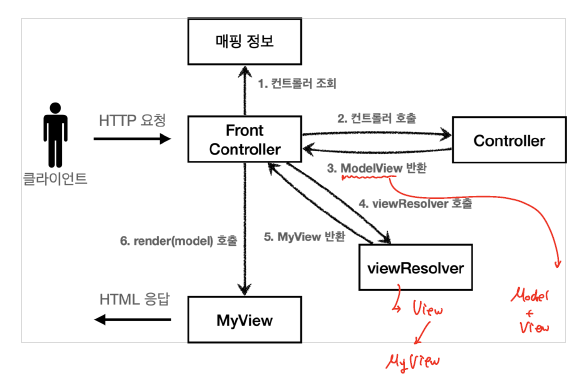 매핑 정보
1. 컨트롤러 조회
HTTP 요청
Front
Controller
2. 컨트롤러 호출
Controller
3. ModelView 반환
클라이언트
4. viewResolver 호출
6. render(model) 호출
5. MyView 반환
viewResolver
HTML 응답
MyView
View
MyView
Model
+
View